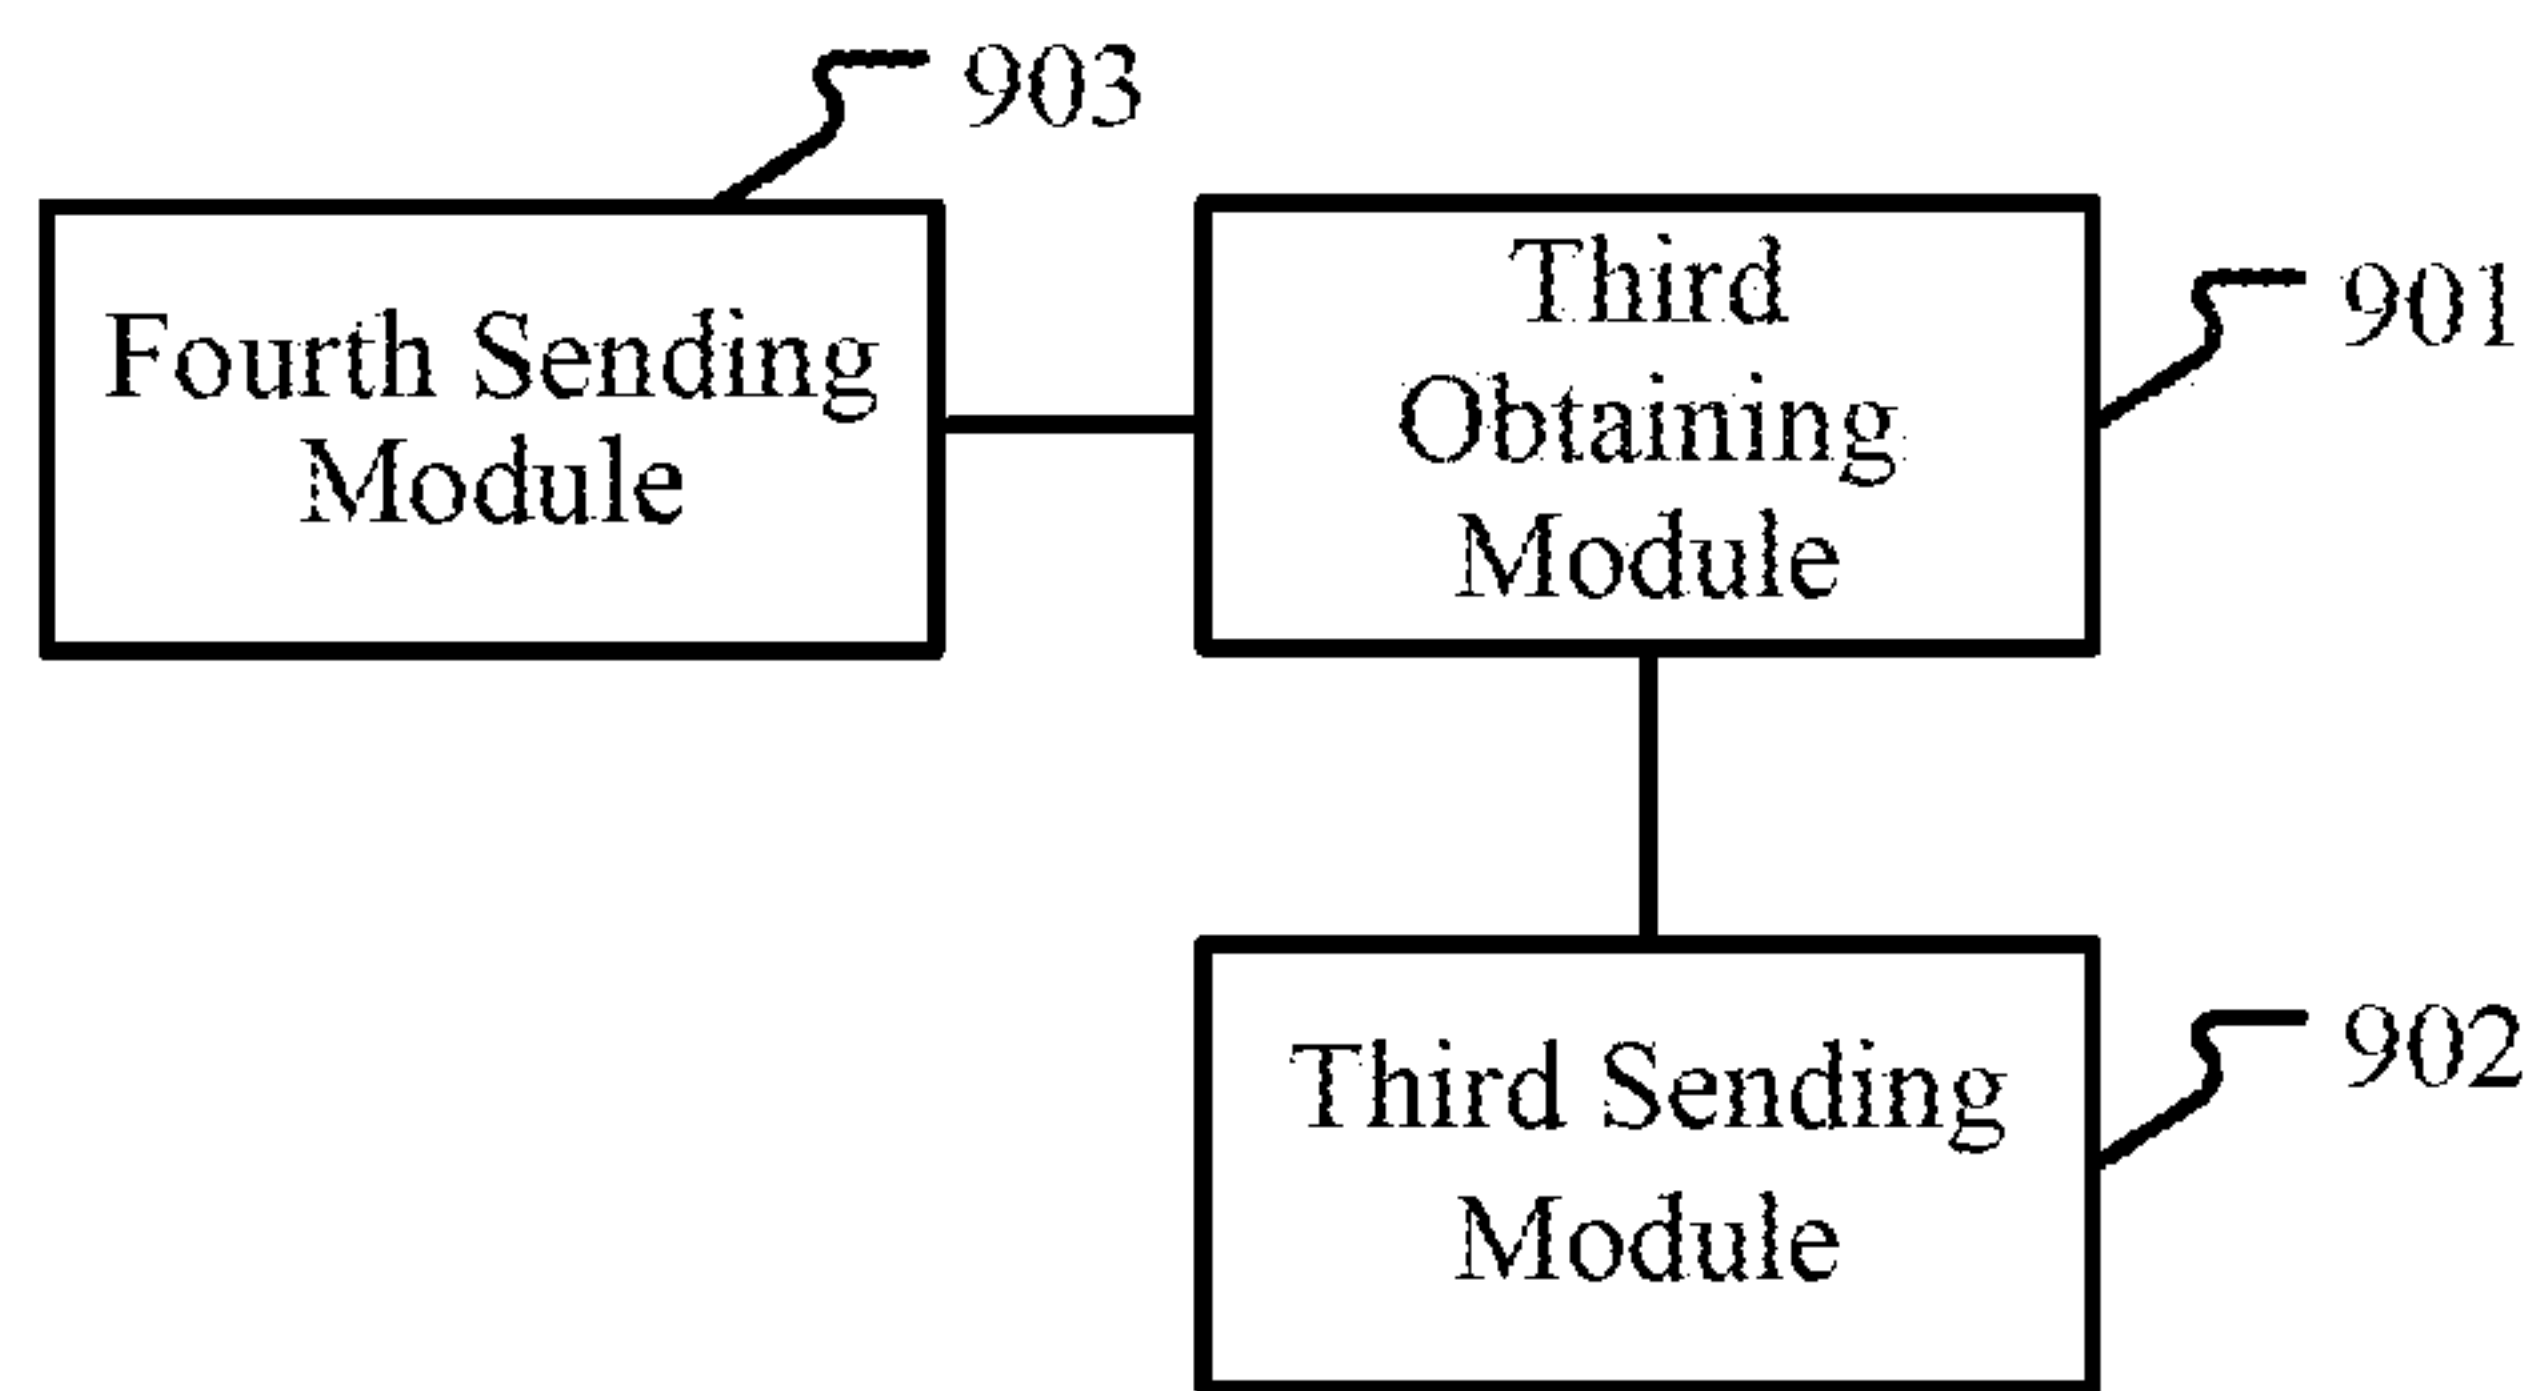 903
Fourth Sending
Module
Third
Obtaining
Module
901
Third Sending
Module
902